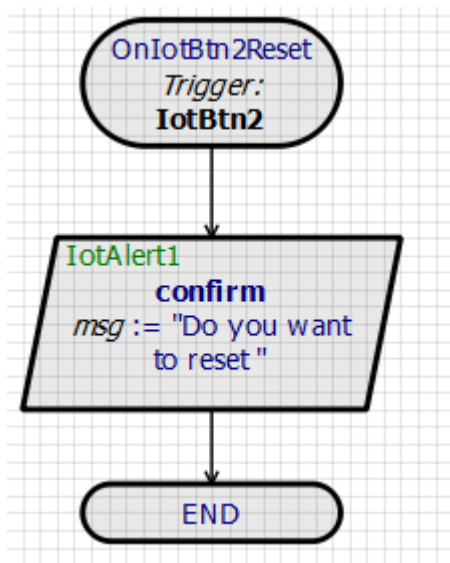 OnIotBtn2Reset
Trigger:
IotBtn2
IotAlert1
confirm
msg := "Do you want
to reset "
END